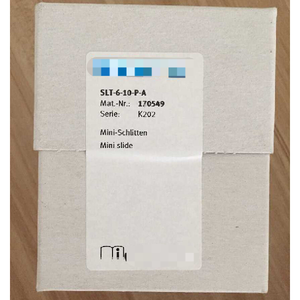 SLT-6-10-P-A
Mat.-Nr.: 170549
Serie: K202
Mini-Schlitten
Mini slide